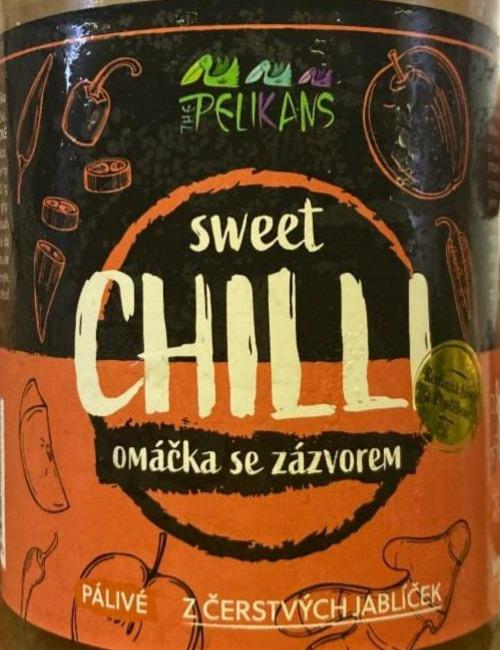 THE PELIKANS
sweet
CHILLI
omáčka se zázvorem
PÁLIVÉ Z ČERSTVÝCH JABLÍČEK